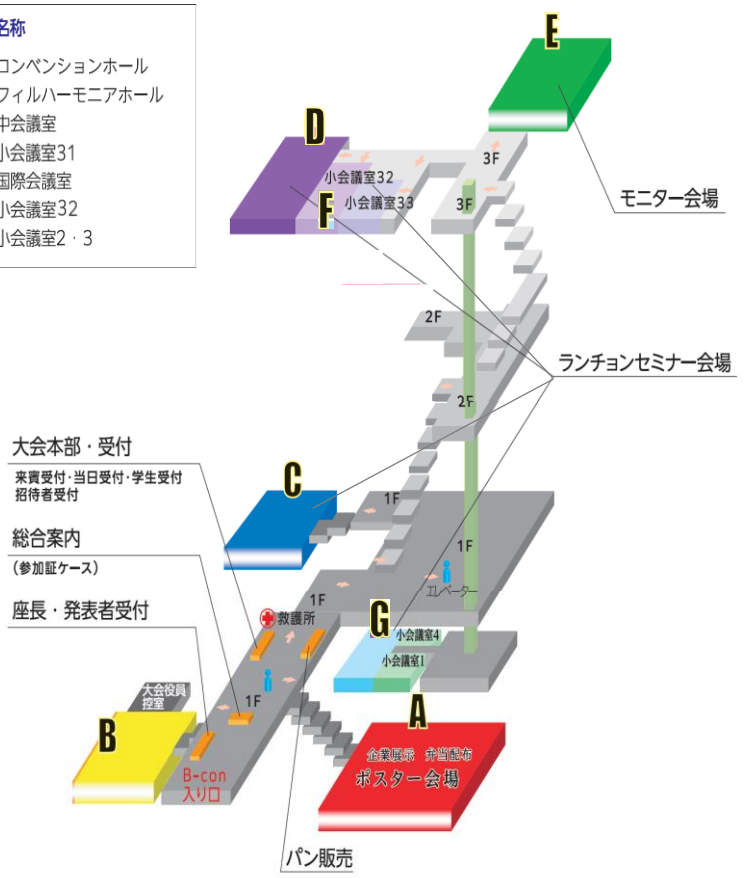 名称
コンベンションホール
フィルハーモニアホール
中会議室
小会議室31
国際会議室
小会議室32
小会議室2・3
E
D
3F
小会議室32
小会議室33
F
3F
モニター会場
2F
ランチョンセミナー会場
2F
大会本部・受付
来賓受付・当日受付・学生受付
招待者受付
C
1F
総合案内
(参加証ケース)
1F
エレベーター
座長・発表者受付
1F
救護所
G
小会議室4
小会議室1
大会役員
控室
1F
B
A
企業展示 弁当配布
ポスター会場
B-con
入り口
パン販売